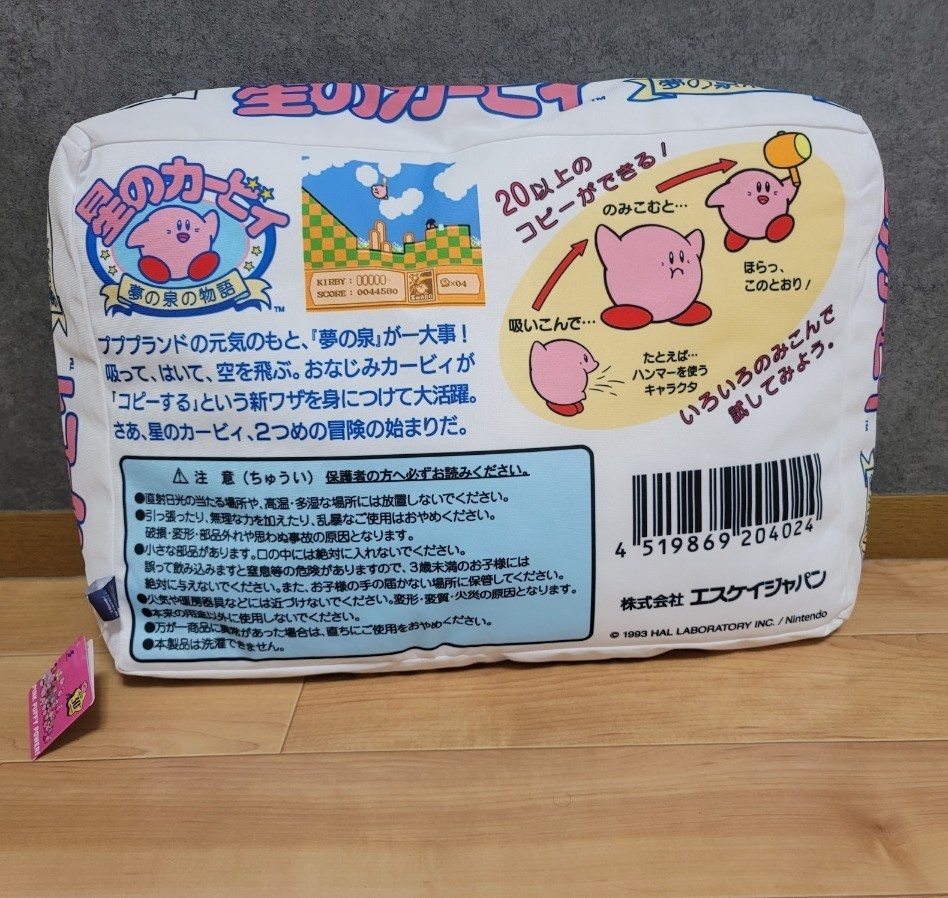 星のカービィ
TM
夢の泉の
星のカービィ
夢の泉の物語
TM
KIRBY : 00000
SCORE : 0044580
×04
プププランドの元気のもと、『夢の泉』が一大事!
吸って、はいて、空を飛ぶ。おなじみカービィが
「コピーする」という新ワザを身につけて大活躍。
さあ、星のカービィ、2つめの冒険の始まりだ。
20以上の
コピーができる!
のみこむと…
吸いこんで…
ほらっ、
このとおり!
たとえば…
ハンマーを使う
キャラクタ
いろいろのみこんで
試してみよう。
注 意(ちゅうい) 保護者の方へ必ずお読みください。
●直射日光の当たる場所や、高温・多湿な場所には放置しないでください。
●引っ張ったり、無理な力を加えたり、乱暴なご使用はおやめください。
破損・変形・部品外れや思わぬ事故の原因となります。
●小さな部品があります。口の中には絶対に入れないでください。
誤って飲み込みますと窒息等の危険がありますので、3歳未満のお子様には
絶対に与えないでください。また、お子様の手の届かない場所に保管してください。
●火気や暖房器具などには近づけないでください。変形・変質・火災の原因となります。
●本来の用途以外に使用しないでください。
●万が一商品に異常があった場合は、直ちにご使用をおやめください。
●本製品は洗濯できません。
4 519869 204024
株式会社 エスケイジャパン
© 1993 HAL LABORATORY INC. / Nintendo